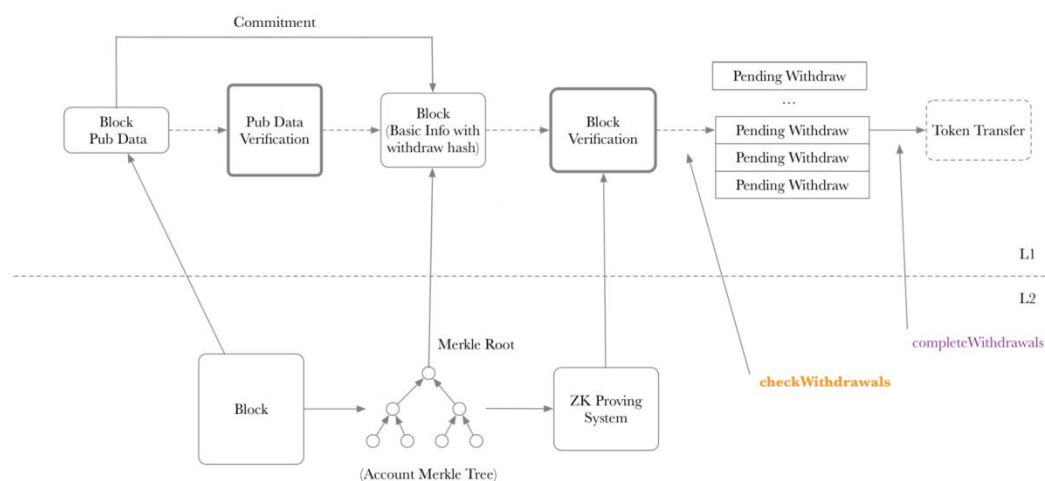 Commitment
Block
Pub Data
Pub Data
Verification
Block
(Basic Info with
withdraw hash)
Block
Verification
Pending Withdraw
...
Pending Withdraw
Pending Withdraw
Pending Withdraw
Token Transfer
L1
L2
Block
Merkle Root
(Account Merkle Tree)
ZK Proving
System
checkWithdrawals
completeWithdrawals